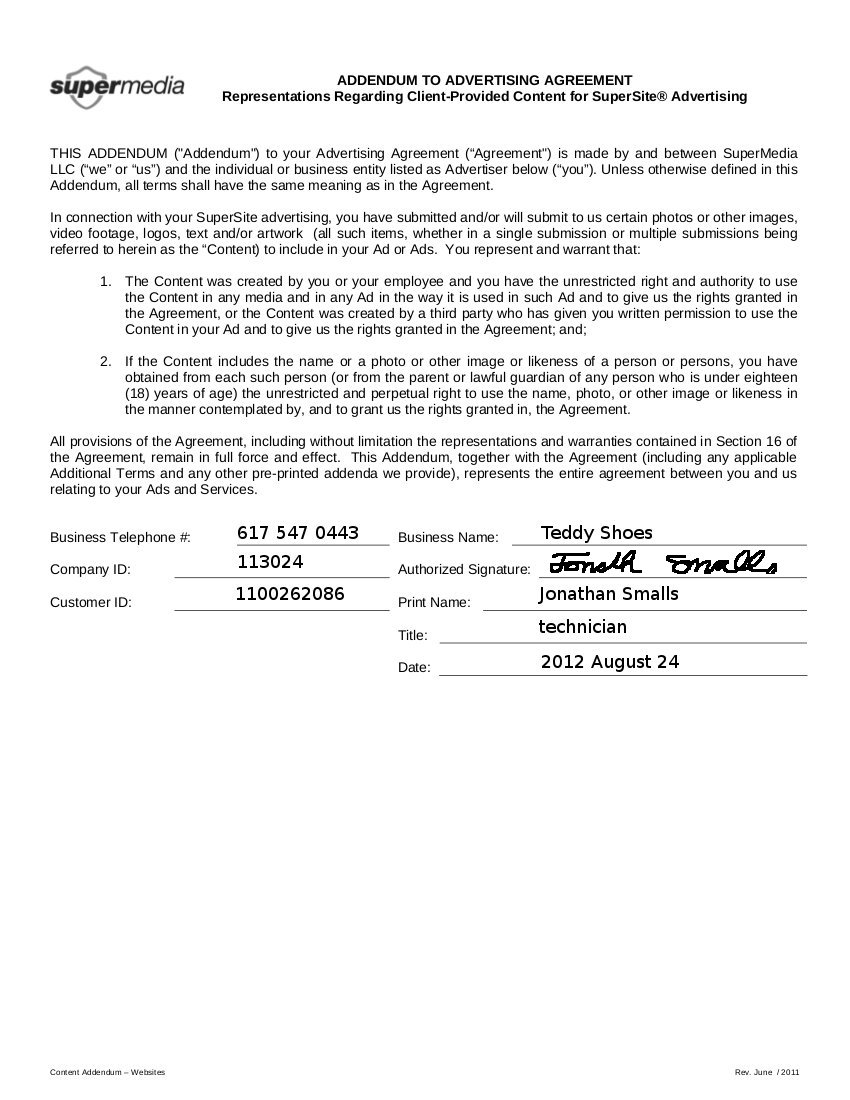 supermedia
ADDENDUM TO ADVERTISING AGREEMENT
Representations Regarding Client-Provided Content for SuperSite® Advertising
THIS ADDENDUM ("Addendum") to your Advertising Agreement (“Agreement") is made by and between SuperMedia
LLC (“we” or “us”) and the individual or business entity listed as Advertiser below (“you”). Unless otherwise defined in this
Addendum, all terms shall have the same meaning as in the Agreement.
In connection with your SuperSite advertising, you have submitted and/or will submit to us certain photos or other images,
video footage, logos, text and/or artwork (all such items, whether in a single submission or multiple submissions being
referred to herein as the “Content) to include in your Ad or Ads. You represent and warrant that:
1. The Content was created by you or your employee and you have the unrestricted right and authority to use
the Content in any media and in any Ad in the way it is used in such Ad and to give us the rights granted in
the Agreement, or the Content was created by a third party who has given you written permission to use the
Content in your Ad and to give us the rights granted in the Agreement; and;
2. If the Content includes the name or a photo or other image or likeness of a person or persons, you have
obtained from each such person (or from the parent or lawful guardian of any person who is under eighteen
(18) years of age) the unrestricted and perpetual right to use the name, photo, or other image or likeness in
the manner contemplated by, and to grant us the rights granted in, the Agreement.
All provisions of the Agreement, including without limitation the representations and warranties contained in Section 16 of
the Agreement, remain in full force and effect. This Addendum, together with the Agreement (including any applicable
Additional Terms and any other pre-printed addenda we provide), represents the entire agreement between you and us
relating to your Ads and Services.
Business Telephone #: 617 547 0443 Business Name: Teddy Shoes
Company ID: 113024 Authorized Signature: Smalls
Customer ID: 1100262086 Print Name: Jonathan Smalls
Title: technician
Date: 2012 August 24
Content Addendum – Websites Rev. June / 2011